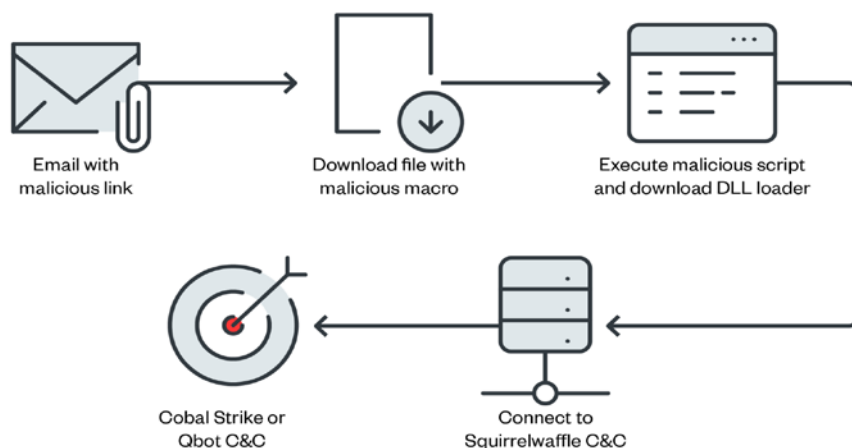 Email with
malicious link
Download file with
malicious macro
Execute malicious script
and download DLL loader
Cobal Strike or
Qbot C&C
Connect to
Squirrelwaffle C&C